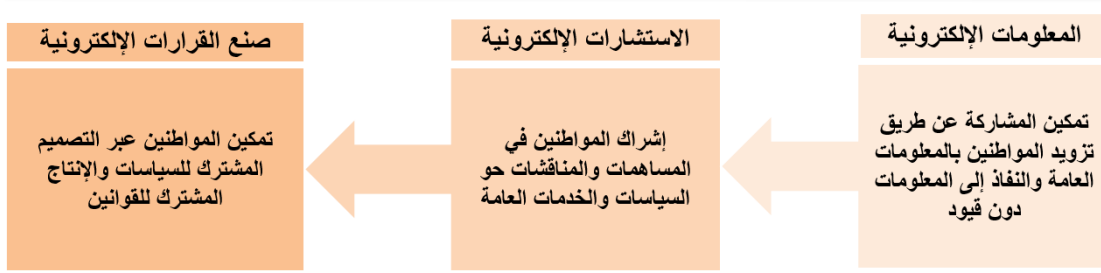 المعلومات الإلكترونية
تمكين المشاركة عن طريق
تزويد المواطنين بالمعلومات
العامة والنفاذ إلى المعلومات
دون قيود
الاستشارات الإلكترونية
إشراك المواطنين في
المساهمات والمناقشات حو
السياسات والخدمات العامة
صنع القرارات الإلكترونية
تمكين المواطنين عبر التصميم
المشترك للسياسات والإنتاج
المشترك للقوانين